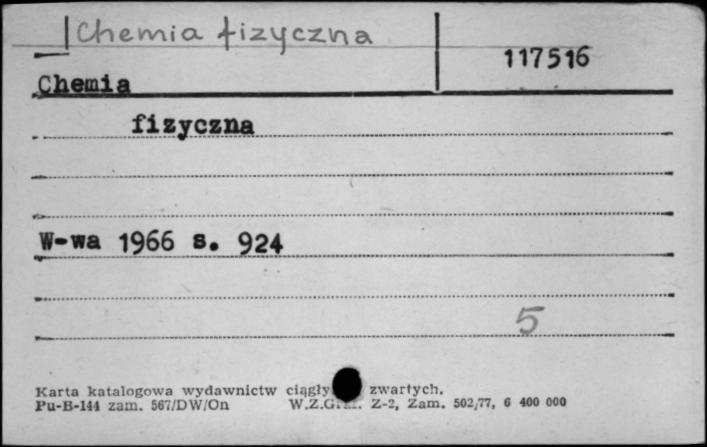 Chemia fizyczna
117516
Chemia
fizyczna
W-wa 1966 s. 924
5
Karta katalogowa wydawnictw zwartych.
Pu-B-144 zam. 567/DW/On Z-2, Zam. 502/77, 6 400 000